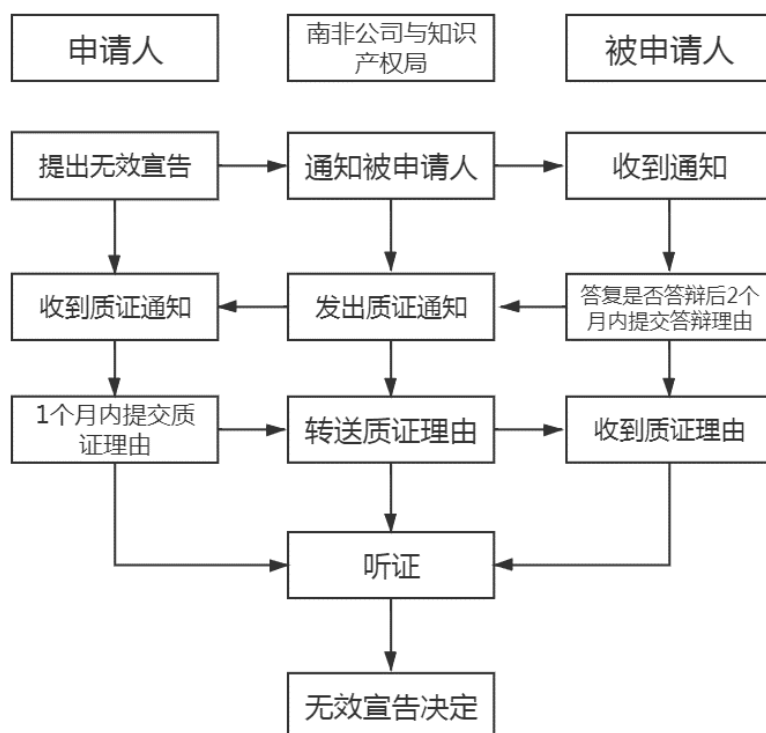 申请人
南非公司与知识
产权局
被申请人
提出无效宣告
通知被申请人
收到通知
收到质证通知
发出质证通知
答复是否答辩后2个
月内提交答辩理由
1个月内提交质
证理由
转送质证理由
收到质证理由
听证
无效宣告决定